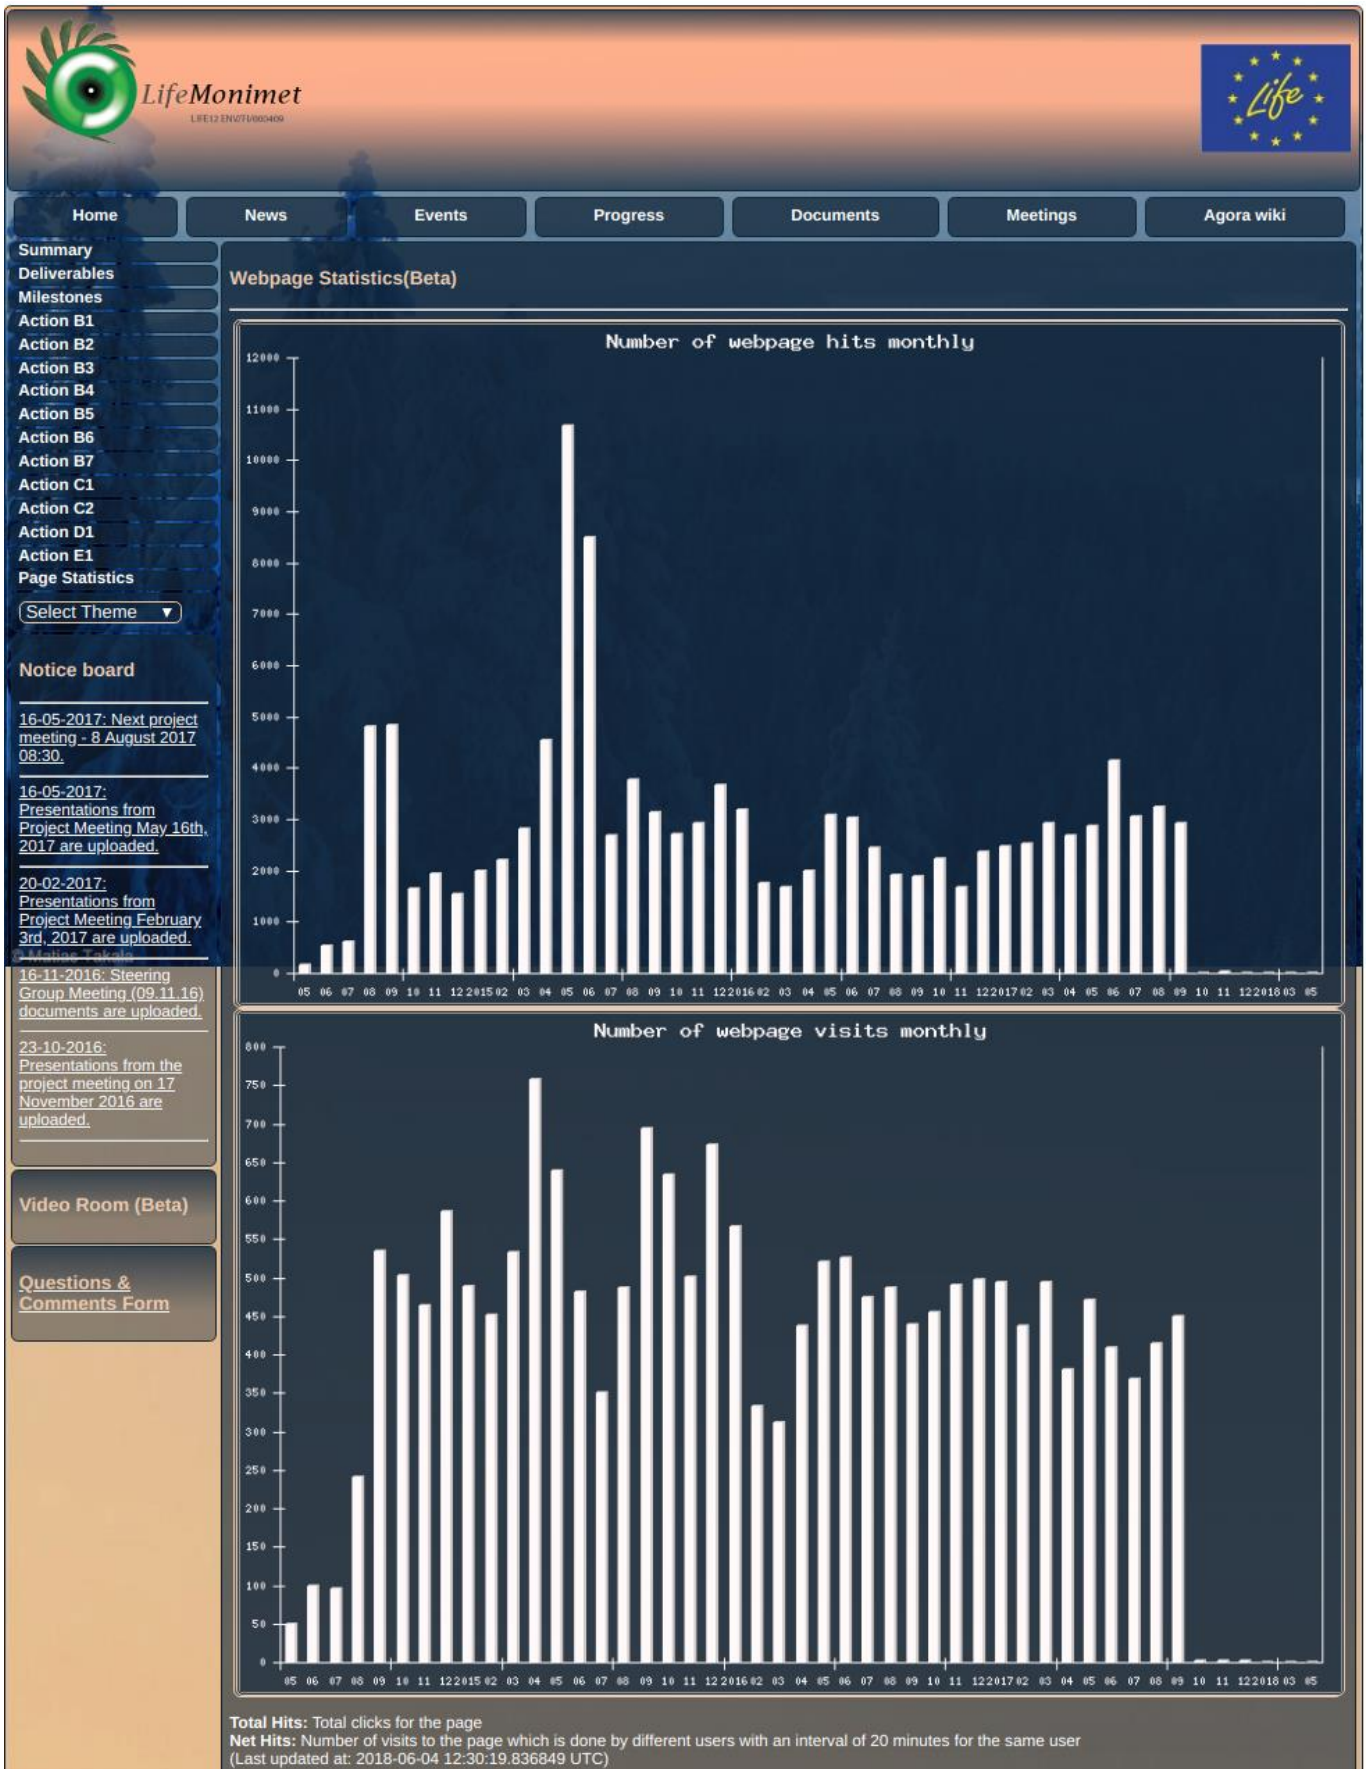 LifeMonimet
LIFE12 ENV/FI/000409
Life
Home News Events Progress Documents Meetings Agora wiki
Summary
Deliverables
Milestones
Action B1
Action B2
Action B3
Action B4
Action B5
Action B6
Action B7
Action C1
Action C2
Action D1
Action E1
Page Statistics
Select Theme ▼
Notice board
16-05-2017: Next project
meeting - 8 August 2017
08:30.
16-05-2017:
Presentations from
Project Meeting May 16th,
2017 are uploaded.
20-02-2017:
Presentations from
Project Meeting February
3rd, 2017 are uploaded.
© Matias Takala
16-11-2016: Steering
Group Meeting (09.11.16)
documents are uploaded.
23-10-2016:
Presentations from the
project meeting on 17
November 2016 are
uploaded.
Video Room (Beta)
Questions &
Comments Form
Webpage Statistics(Beta)
Number of webpage hits monthly
12000
11000
10000
9000
8000
7000
6000
5000
4000
3000
2000
1000
0
05 06 07 08 09 10 11 12 2015 02 03 04 05 06 07 08 09 10 11 12 2016 02 03 04 05 06 07 08 09 10 11 12 2017 02 03 04 05 06 07 08 09 10 11 12 2018 03 05
Number of webpage visits monthly
800
750
700
650
600
550
500
450
400
350
300
250
200
150
100
50
0
05 06 07 08 09 10 11 12 2015 02 03 04 05 06 07 08 09 10 11 12 2016 02 03 04 05 06 07 08 09 10 11 12 2017 02 03 04 05 06 07 08 09 10 11 12 2018 03 05
Total Hits: Total clicks for the page
Net Hits: Number of visits to the page which is done by different users with an interval of 20 minutes for the same user
(Last updated at: 2018-06-04 12:30:19.836849 UTC)